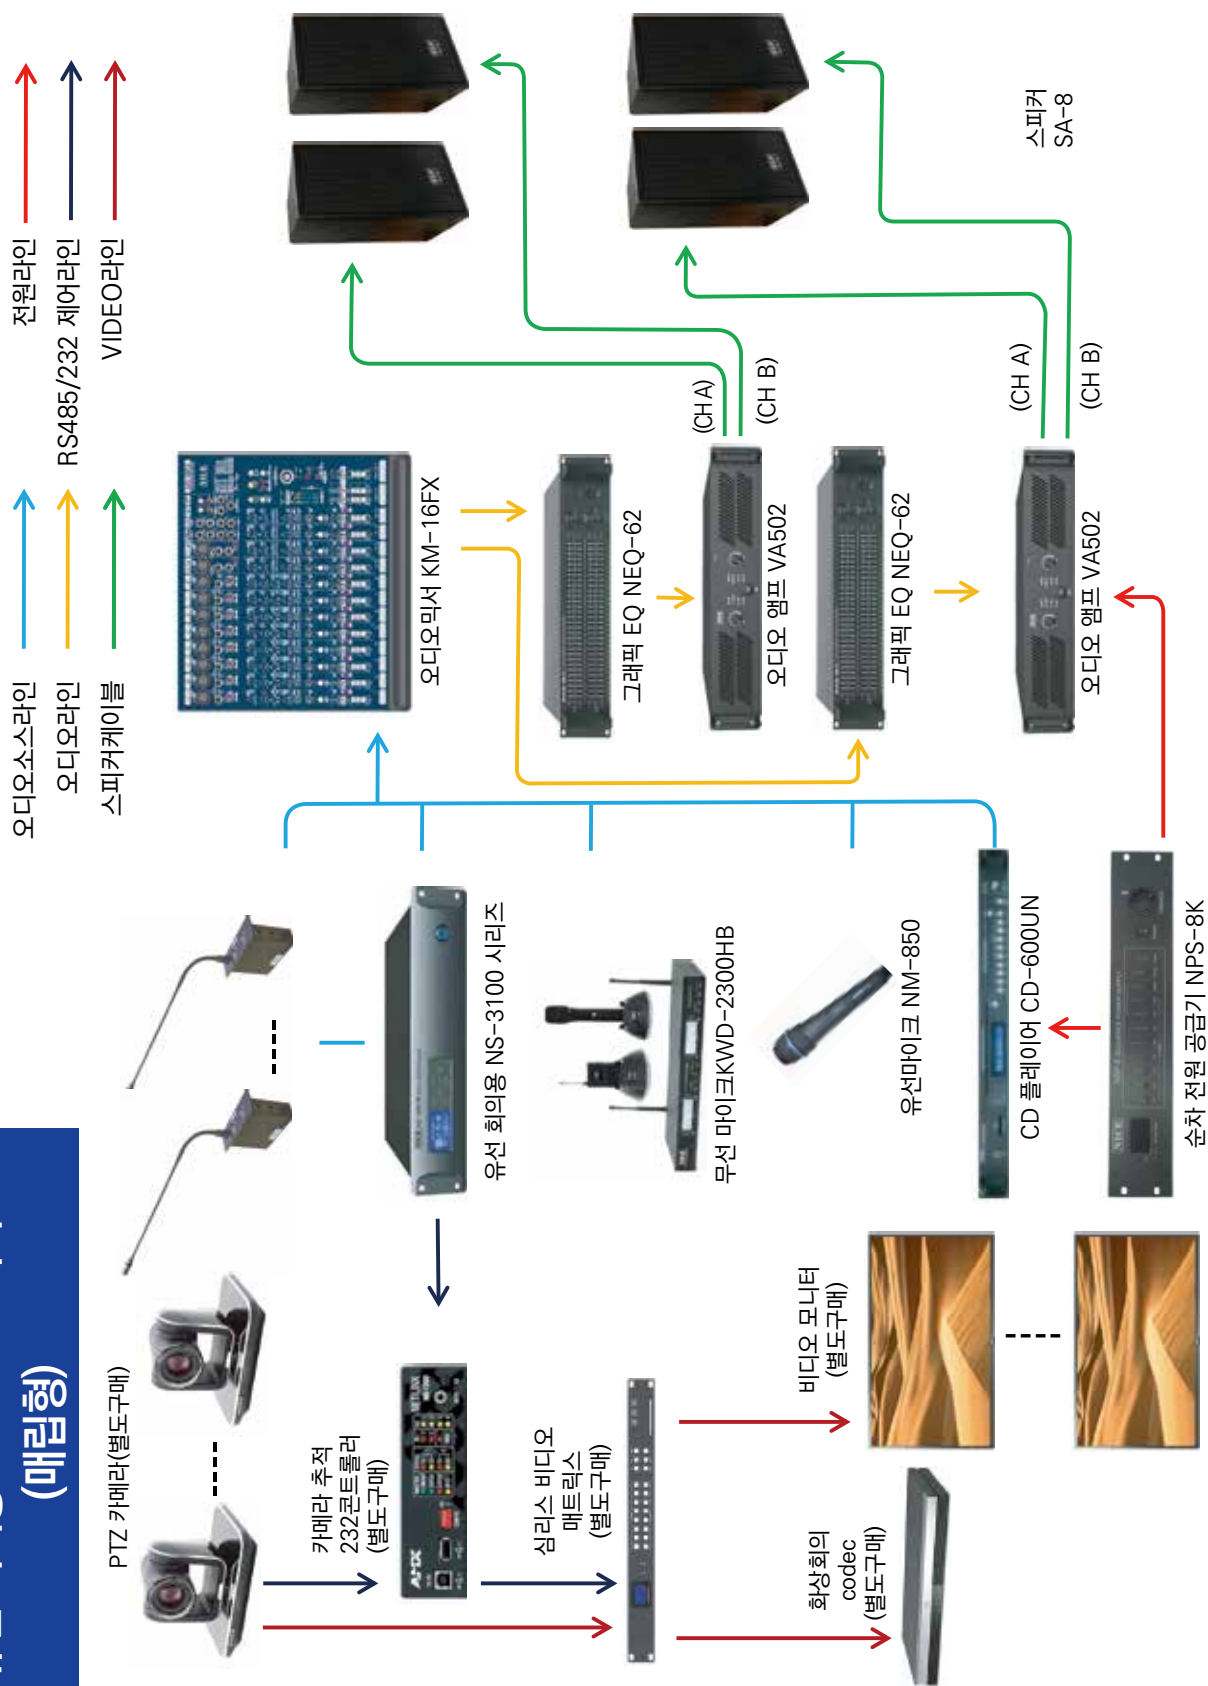 (매립형)
오디오소스라인
전원라인
오디오라인
RS485/232 제어라인
스피커케이블
VIDEO라인
PTZ 카메라(별도구매)
카메라 추적
232콘트롤러
(별도구매)
AMX
심리스 비디오
매트릭스
(별도구매)
화상회의
codec
(별도구매)
비디오 모니터
(별도구매)
유선 회의용 NS-3100 시리즈
무선 마이크KWD-2300HB
유선마이크 NM-850
CD 플레이어 CD-600UN
순차 전원 공급기 NPS-8K
오디오믹서 KM-16FX
그래픽 EQ NEQ-62
오디오 앰프 VA502
그래픽 EQ NEQ-62
오디오 앰프 VA502
(CH A)
(CH B)
(CH A)
(CH B)
스피커
SA-8